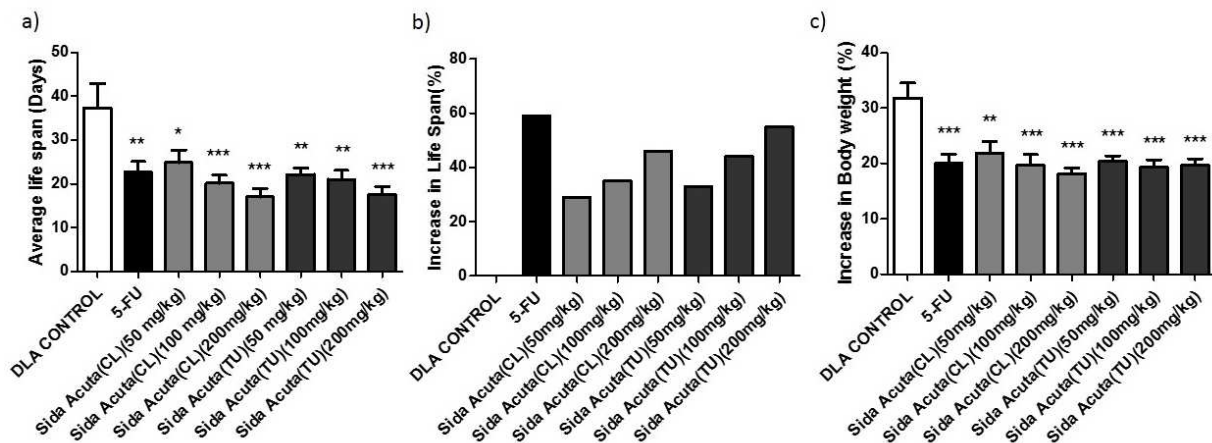 a)
Average life span (Days)
50
40
30
20
10
0
**
*
***
***
**
**
***
DLA CONTROL
5-FU
Sida Acuta(CL)(50 mg/kg)
Sida Acuta(CL)(100 mg/kg)
Sida Acuta(CL)(200mg/kg)
Sida Acuta(TU)(50 mg/kg)
Sida Acuta(TU)(100mg/kg)
Sida Acuta(TU)(200mg/kg)
b)
Increase in Life Span(%)
80
60
40
20
0
DLA CONTROL
5-FU
Sida Acuta(CL)(50mg/kg)
Sida Acuta(CL)(100mg/kg)
Sida Acuta(CL)(200mg/kg)
Sida Acuta(TU)(50mg/kg)
Sida Acuta(TU)(100mg/kg)
Sida Acuta(TU)(200mg/kg)
c)
Increase in Body weight (%)
40
30
20
10
0
***
**
***
***
***
***
***
DLA CONTROL
5-FU
Sida Acuta(CL)(50mg/kg)
Sida Acuta(CL)(100mg/kg)
Sida Acuta(CL)(200mg/kg)
Sida Acuta(TU)(50mg/kg)
Sida Acuta(TU)(100mg/kg)
Sida Acuta(TU)(200mg/kg)